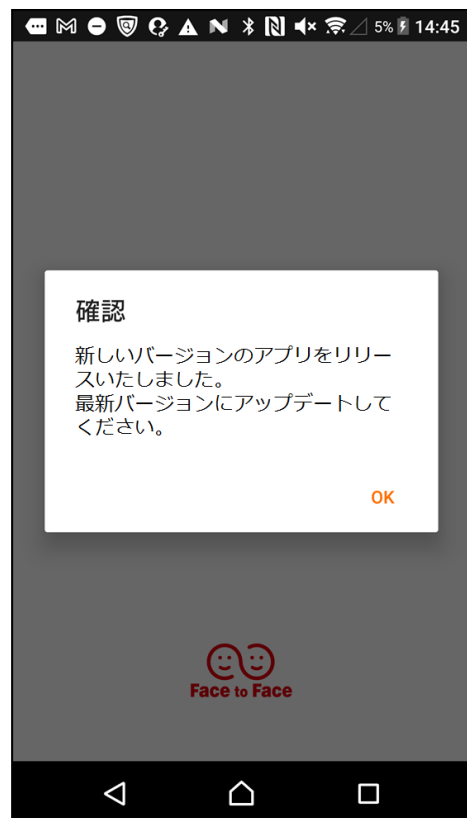 5% 14:45
確認
新しいバージョンのアプリをリリー
スいたしました。
最新バージョンにアップデートして
ください。
OK
Face to Face